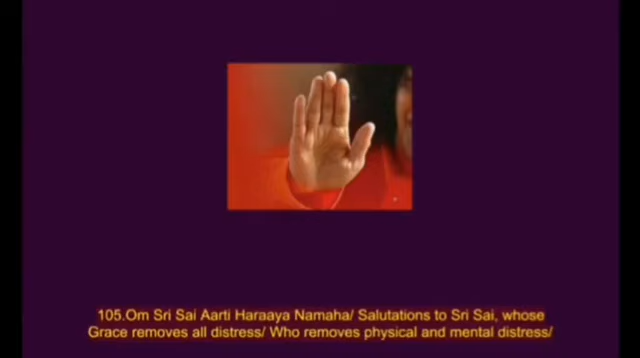 105.Om Sri Sai Aarti Haraaya Namaha/ Salutations to Sri Sai, whose
Grace removes all distress/ Who removes physical and mental distress/